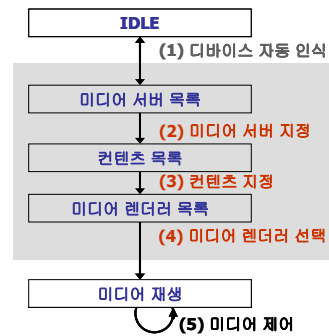 IDLE
(1) 디바이스 자동 인식
미디어 서버 목록
(2) 미디어 서버 지정
컨텐츠 목록
(3) 컨텐츠 지정
미디어 렌더러 목록
(4) 미디어 렌더러 선택
미디어 재생
(5) 미디어 제어